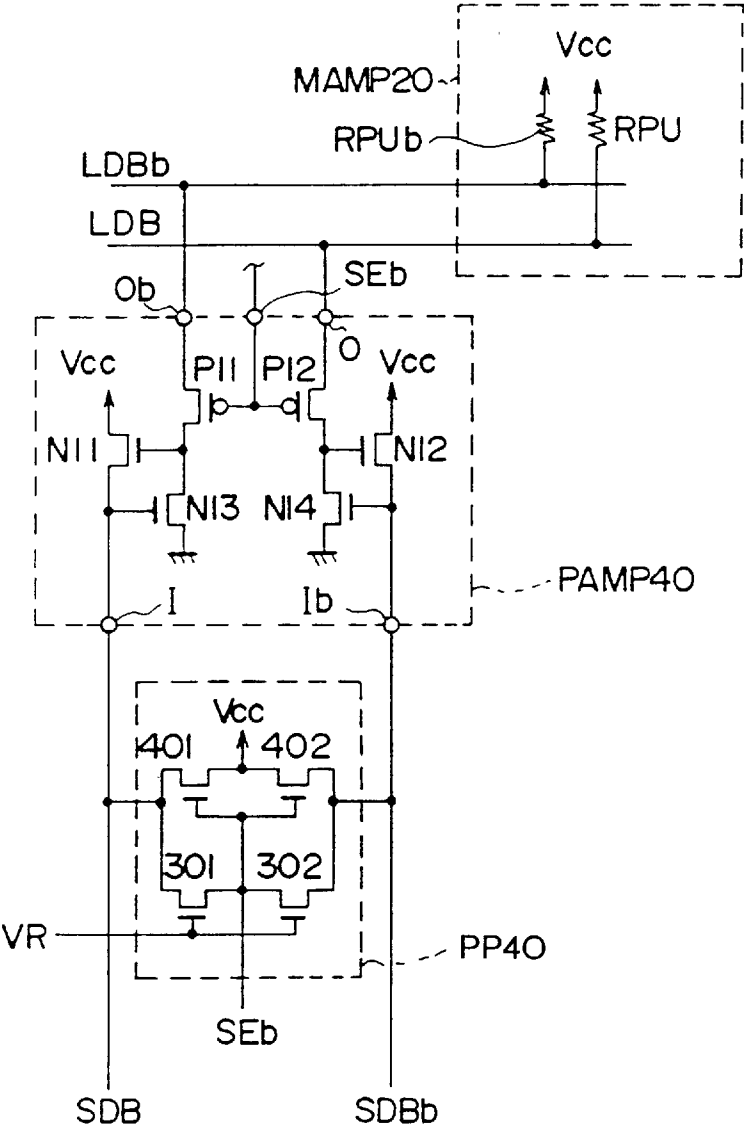 Vcc
MAMP20
RPUb
RPU
LDBb
LDB
Ob
SEb
O
Vcc
P11
P12
Vcc
N11
N12
N13
N14
PAMP40
I
Ib
Vcc
401
402
301
302
VR
PP40
SEb
SDB
SDBb